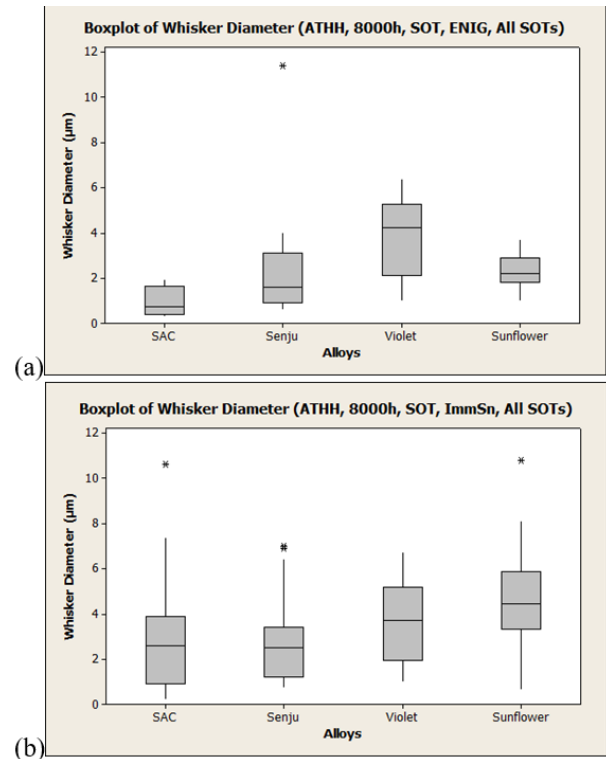 Boxplot of Whisker Diameter (ATHH, 8000h, SOT, ENIG, All SOTs)
12
10
8
6
4
2
0
Whisker Diameter (µm)
SAC Senju Violet Sunflower
Alloys
(a)
Boxplot of Whisker Diameter (ATHH, 8000h, SOT, ImmSn, All SOTs)
12
10
8
6
4
2
0
Whisker Diameter (µm)
SAC Senju Violet Sunflower
Alloys
(b)